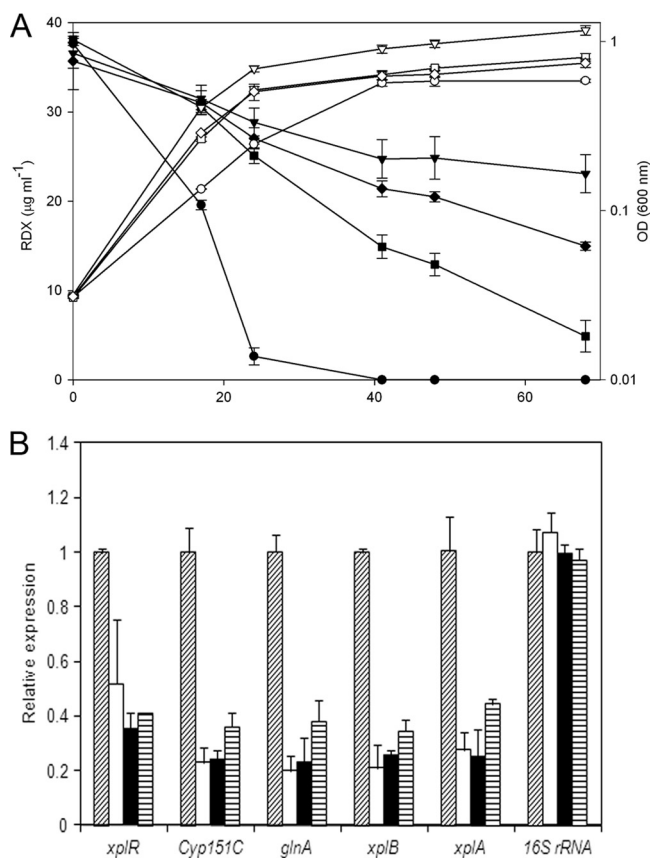 A
40
30
20
10
0
RDX (µg ml⁻¹)
1
0.1
0.01
OD (600 nm)
0 20 40 60
B
1.4
1.2
1
0.8
0.6
0.4
0.2
0
Relative expression
xplR Cyp151C glnA xplB xplA 16S rRNA